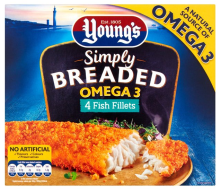 EST. 1805
Young's
Simply
BREADED
OMEGA 3
4 Fish Fillets
A NATURAL
SOURCE OF
OMEGA 3
NO ARTIFICIAL